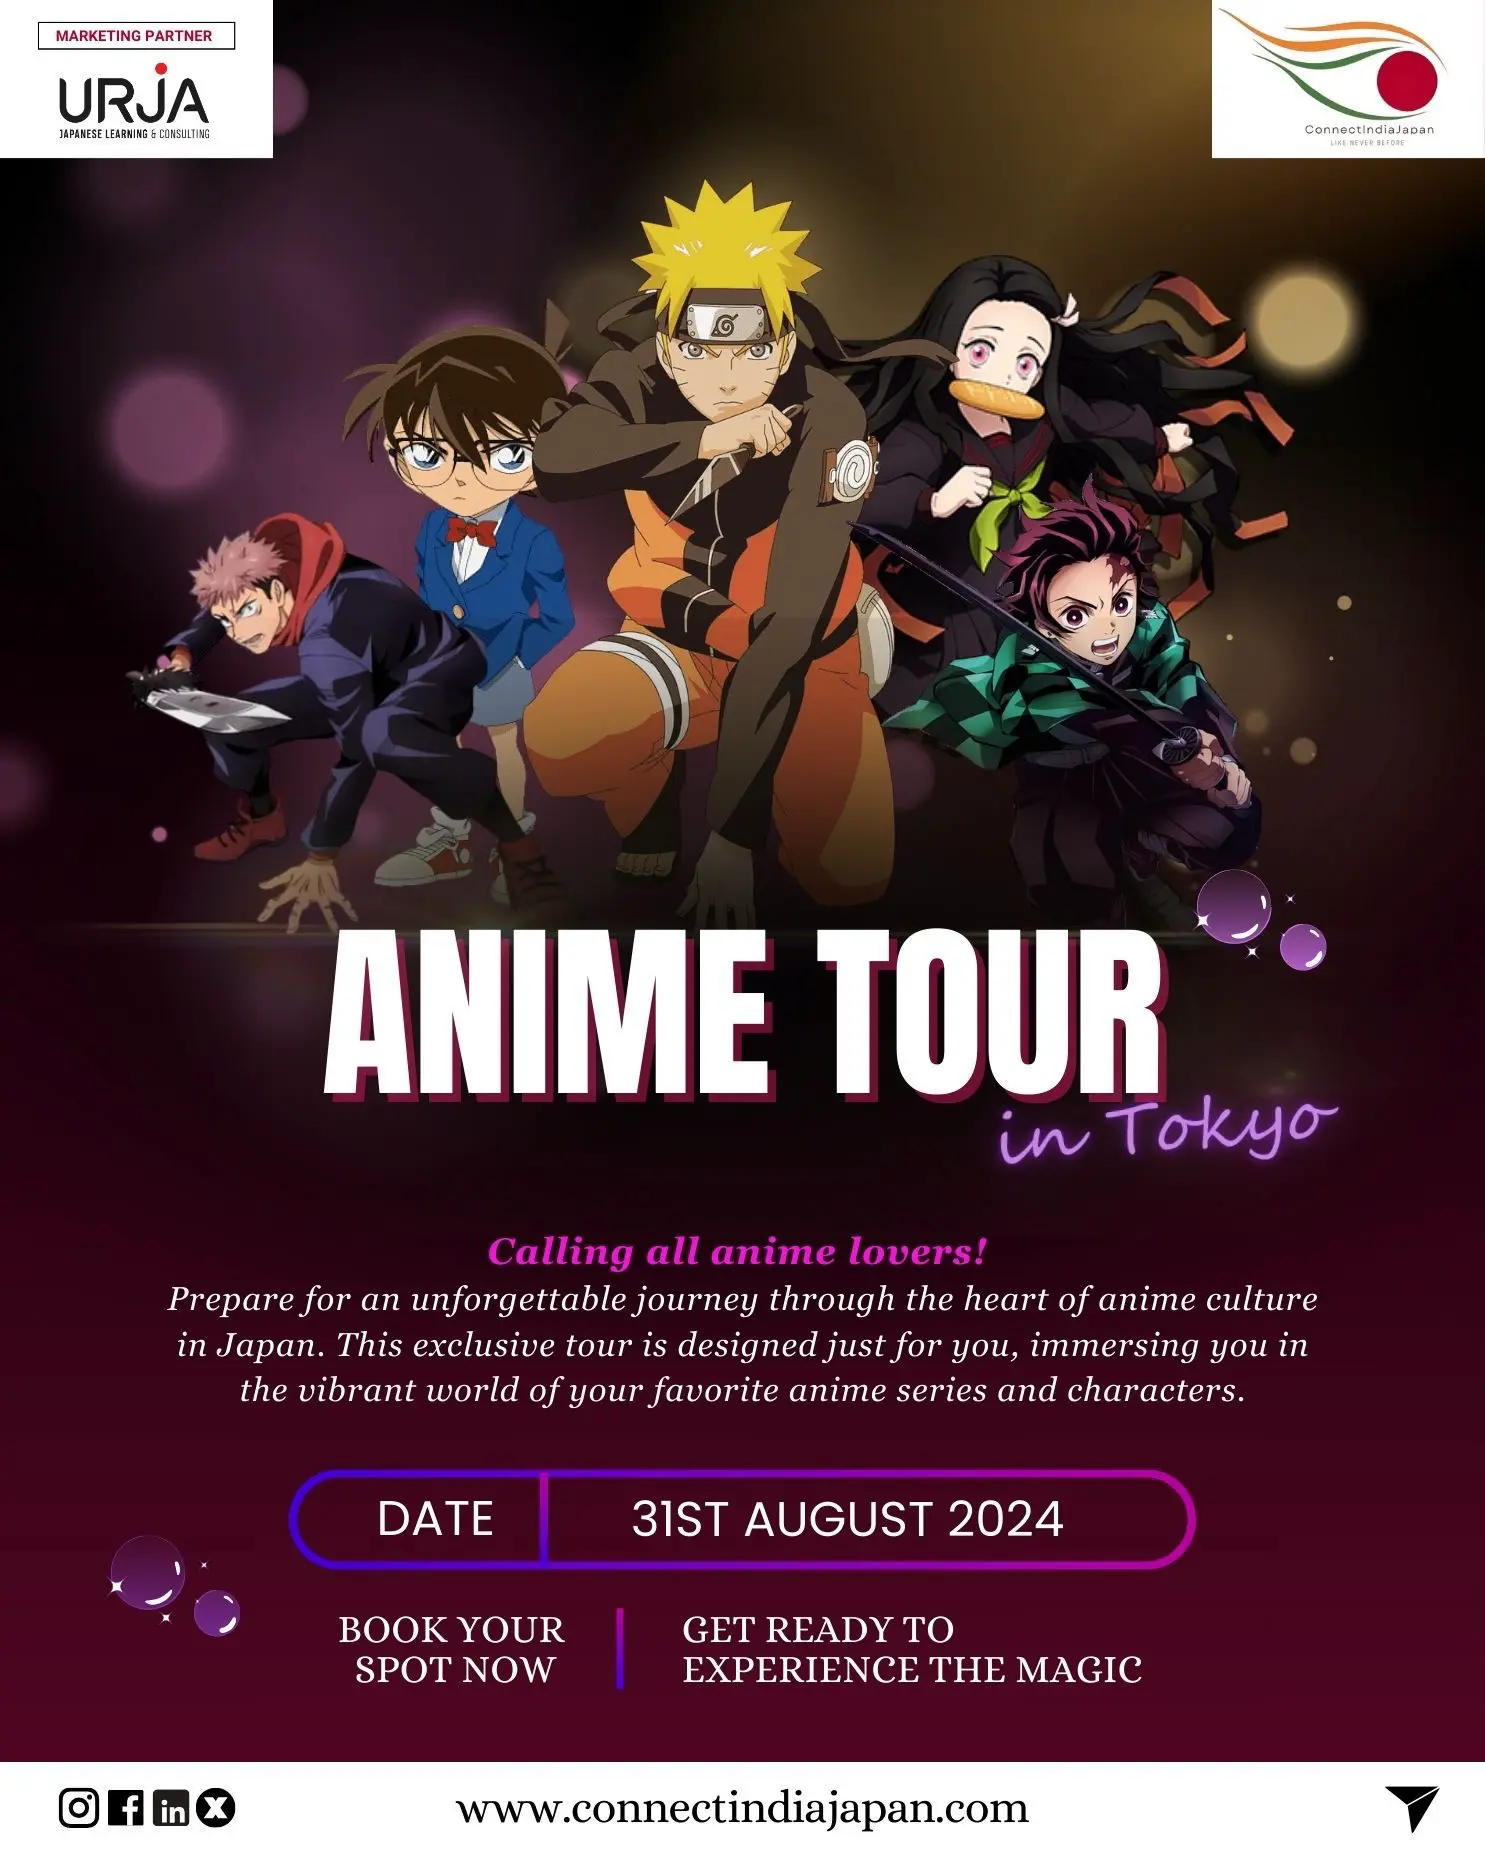 MARKETING PARTNER
URJA
JAPANESE LEARNING & CONSULTING
ConnectIndiaJapan
LIKE NEVER BEFORE
ANIME TOUR
in Tokyo
Calling all anime lovers!
Prepare for an unforgettable journey through the heart of anime culture
in Japan. This exclusive tour is designed just for you, immersing you in
the vibrant world of your favorite anime series and characters.
DATE
31ST AUGUST 2024
BOOK YOUR
SPOT NOW
GET READY TO
EXPERIENCE THE MAGIC
www.connectindiajapan.com